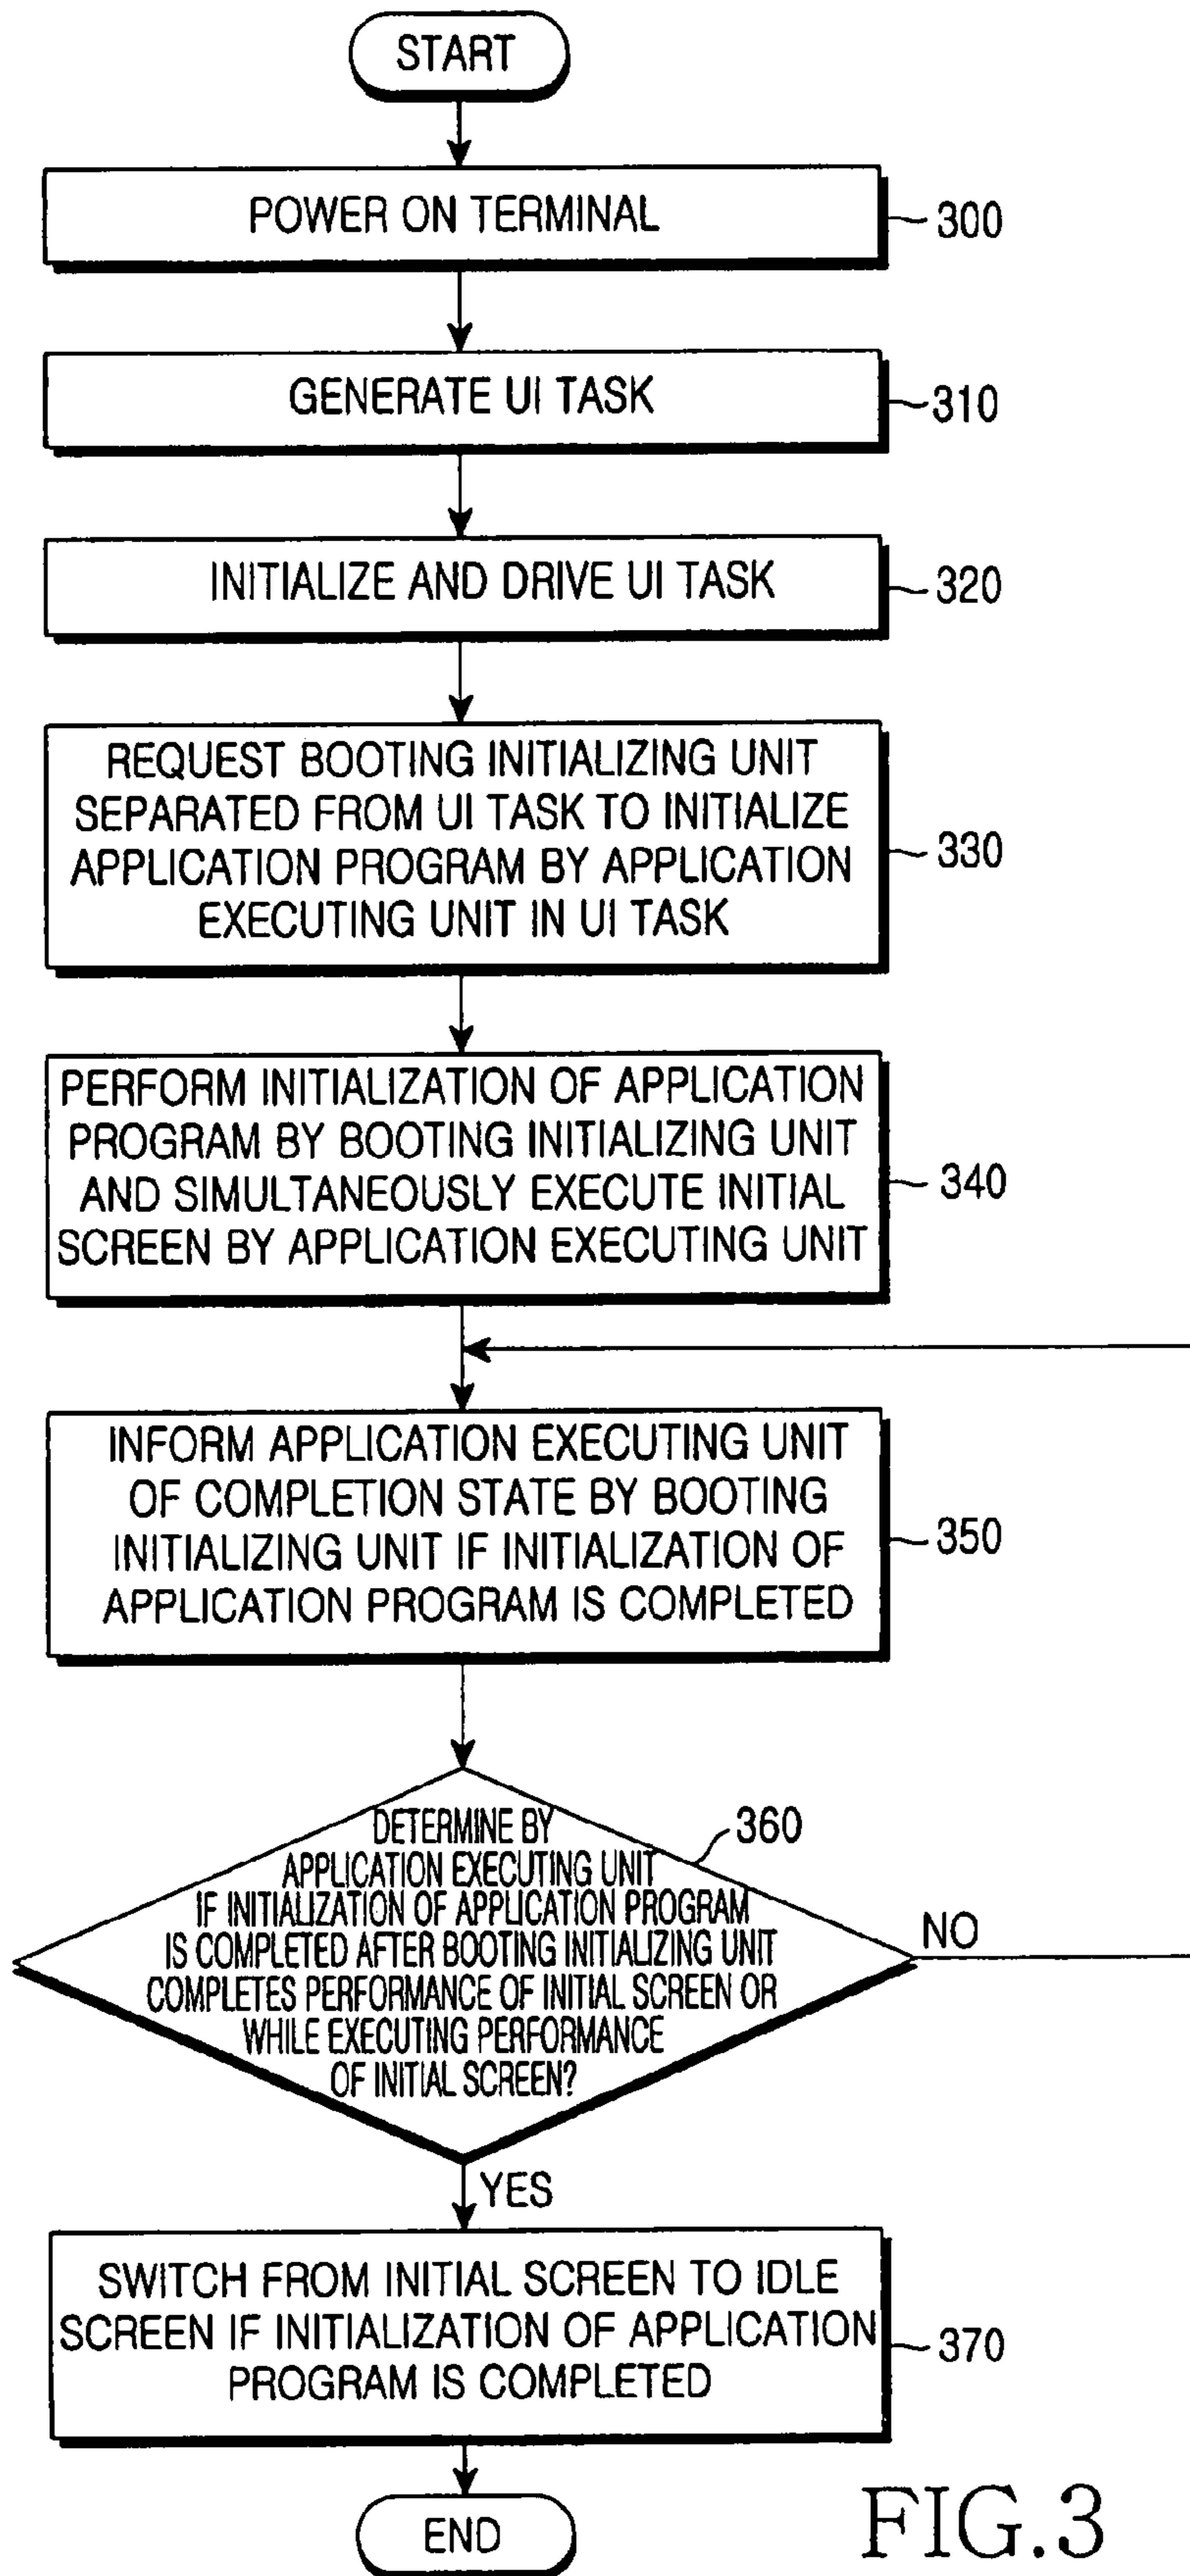 START
POWER ON TERMINAL
300
GENERATE UI TASK
310
INITIALIZE AND DRIVE UI TASK
320
REQUEST BOOTING INITIALIZING UNIT
SEPARATED FROM UI TASK TO INITIALIZE
APPLICATION PROGRAM BY APPLICATION
EXECUTING UNIT IN UI TASK
330
PERFORM INITIALIZATION OF APPLICATION
PROGRAM BY BOOTING INITIALIZING UNIT
AND SIMULTANEOUSLY EXECUTE INITIAL
SCREEN BY APPLICATION EXECUTING UNIT
340
INFORM APPLICATION EXECUTING UNIT
OF COMPLETION STATE BY BOOTING
INITIALIZING UNIT IF INITIALIZATION OF
APPLICATION PROGRAM IS COMPLETED
350
DETERMINE BY
APPLICATION EXECUTING UNIT
IF INITIALIZATION OF APPLICATION PROGRAM
IS COMPLETED AFTER BOOTING INITIALIZING UNIT
COMPLETES PERFORMANCE OF INITIAL SCREEN OR
WHILE EXECUTING PERFORMANCE
OF INITIAL SCREEN?
360
NO
YES
SWITCH FROM INITIAL SCREEN TO IDLE
SCREEN IF INITIALIZATION OF APPLICATION
PROGRAM IS COMPLETED
370
END
FIG.3